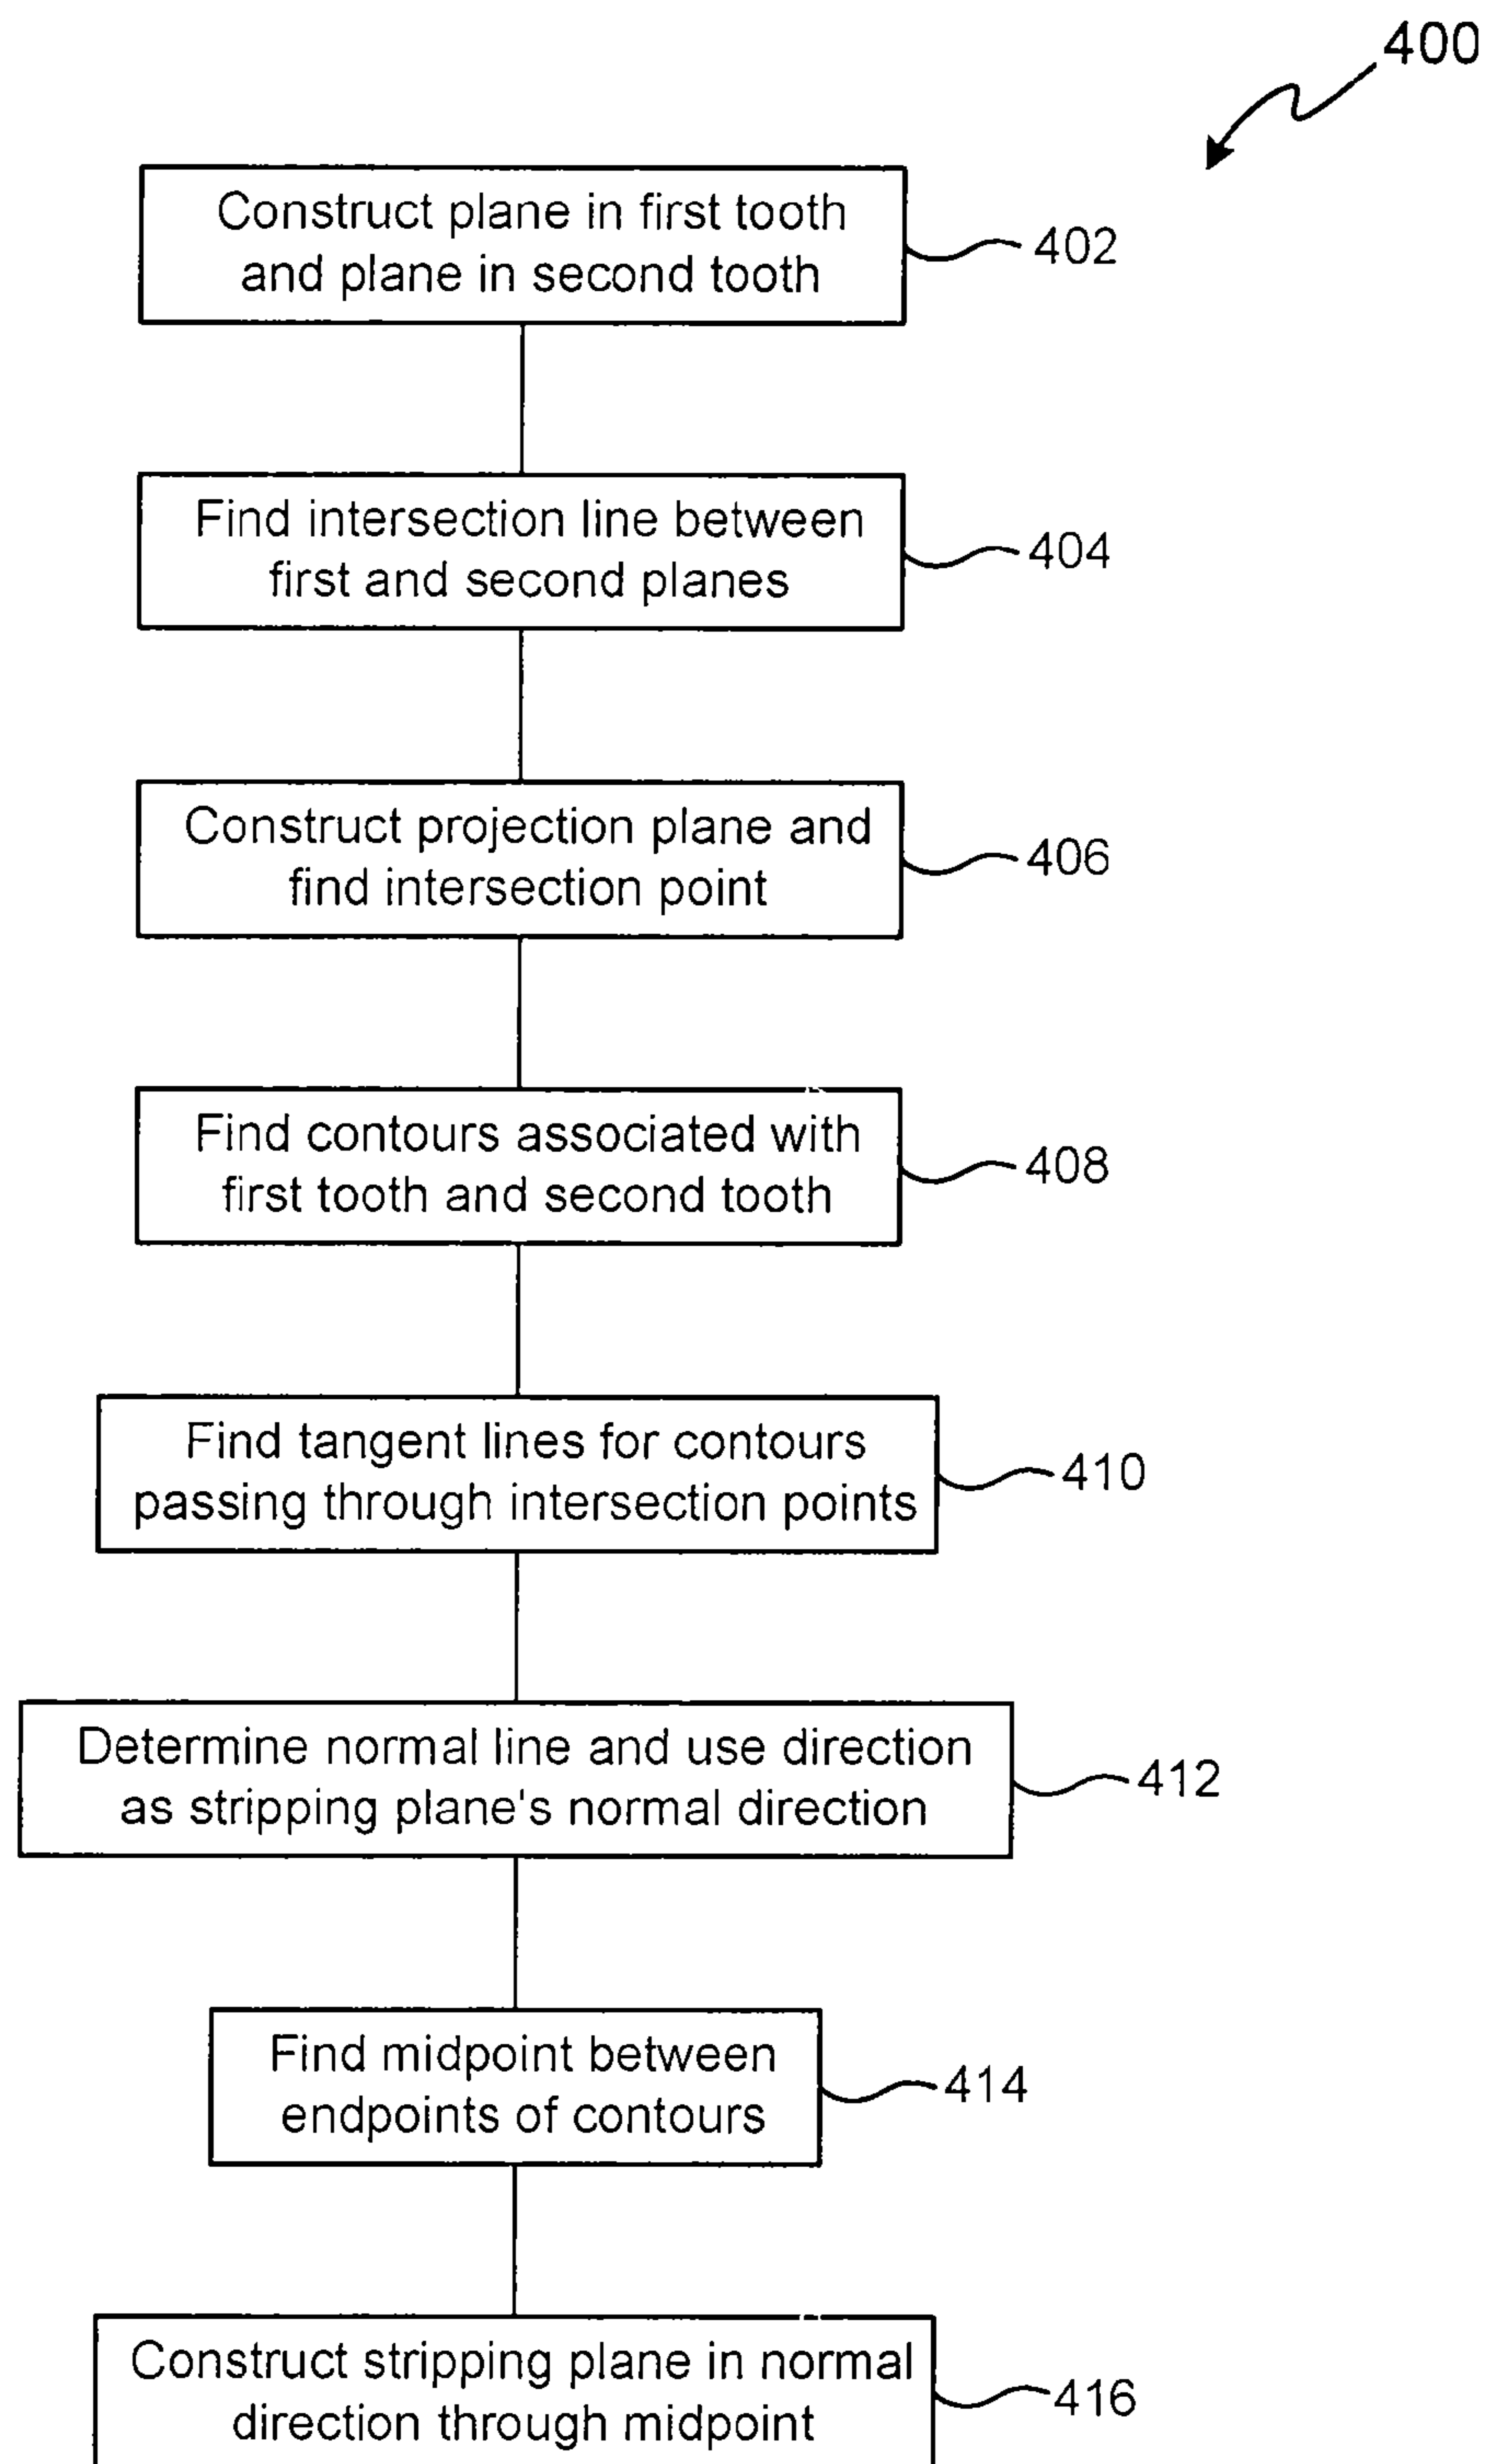 400
Construct plane in first tooth
and plane in second tooth
402
Find intersection line between
first and second planes
404
Construct projection plane and
find intersection point
406
Find contours associated with
first tooth and second tooth
408
Find tangent lines for contours
passing through intersection points
410
Determine normal line and use direction
as stripping plane's normal direction
412
Find midpoint between
endpoints of contours
414
Construct stripping plane in normal
direction through midpoint
416